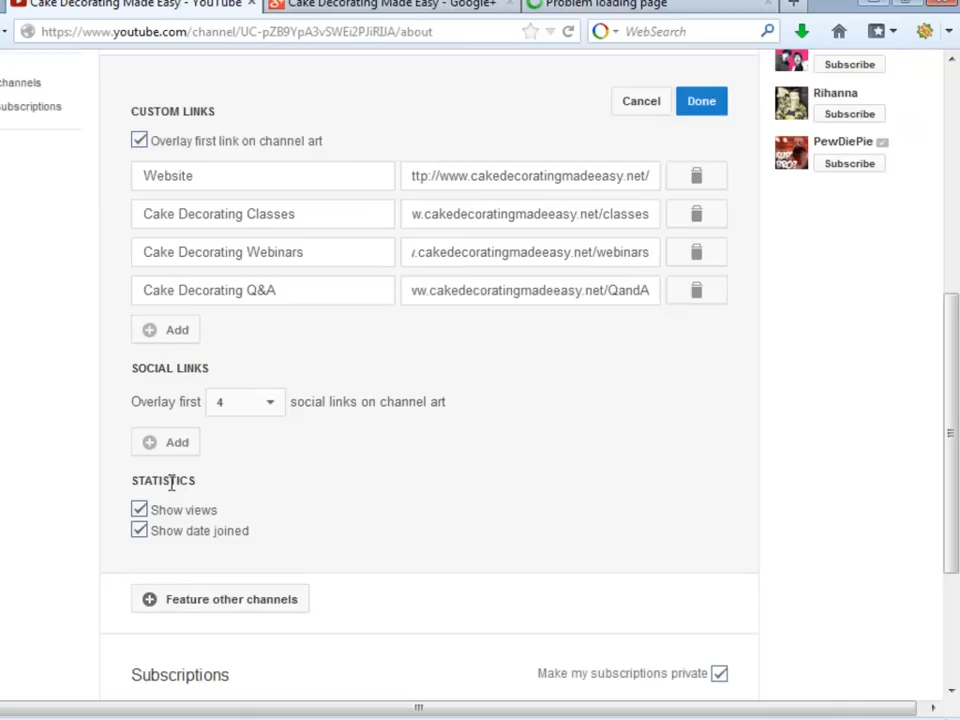 Cake Decorating Made Easy - YouTube
Cake Decorating Made Easy - Google+
Problem loading page
https://www.youtube.com/channel/UC-pZB9YpA3vSWEi2PJiRIJA/about
WebSearch
channels
subscriptions
Subscribe
Rihanna
Subscribe
PewDiePie
Subscribe
CUSTOM LINKS
Cancel
Done
Overlay first link on channel art
Website
ttp://www.cakedecoratingmadeeasy.net/
Cake Decorating Classes
w.cakedecoratingmadeeasy.net/classes
Cake Decorating Webinars
.cakedecoratingmadeeasy.net/webinars
Cake Decorating Q&A
w.cakedecoratingmadeeasy.net/QandA
Add
SOCIAL LINKS
Overlay first 4 social links on channel art
Add
STATISTICS
Show views
Show date joined
Feature other channels
Subscriptions
Make my subscriptions private